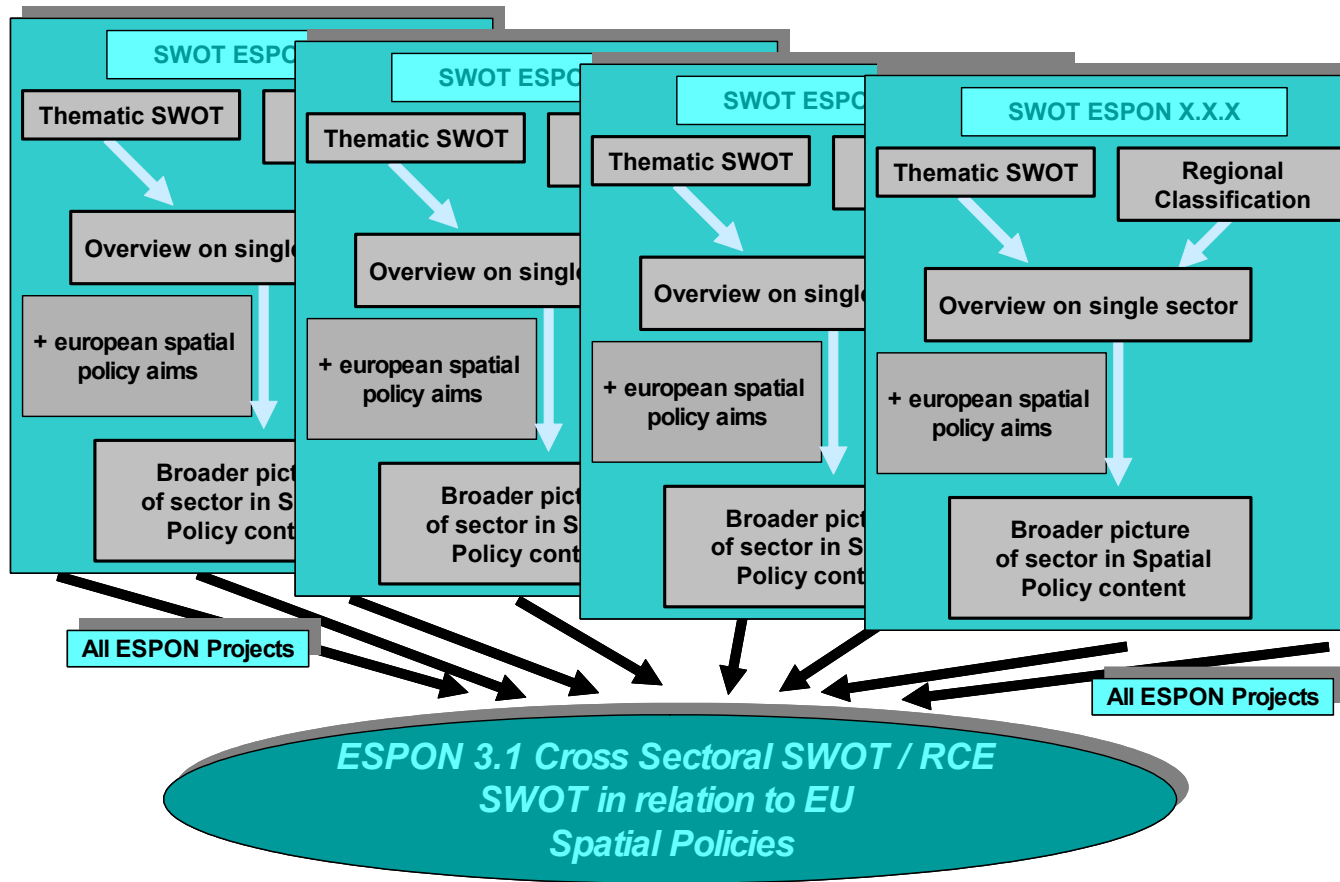 SWOT ESPO
Thematic SWOT
Overview on single
+ european spatial
policy aims
Broader pict
of sector in S
Policy cont
SWOT ESPO
Thematic SWOT
Overview on single
+ european spatial
policy aims
Broader pict
of sector in S
Policy cont
SWOT ESPO
Thematic SWOT
Overview on single
+ european spatial
policy aims
Broader pict
of sector in S
Policy cont
SWOT ESPON X.X.X
Thematic SWOT
Regional
Classification
Overview on single sector
+ european spatial
policy aims
Broader picture
of sector in Spatial
Policy content
All ESPON Projects
All ESPON Projects
ESPON 3.1 Cross Sectoral SWOT / RCE
SWOT in relation to EU
Spatial Policies